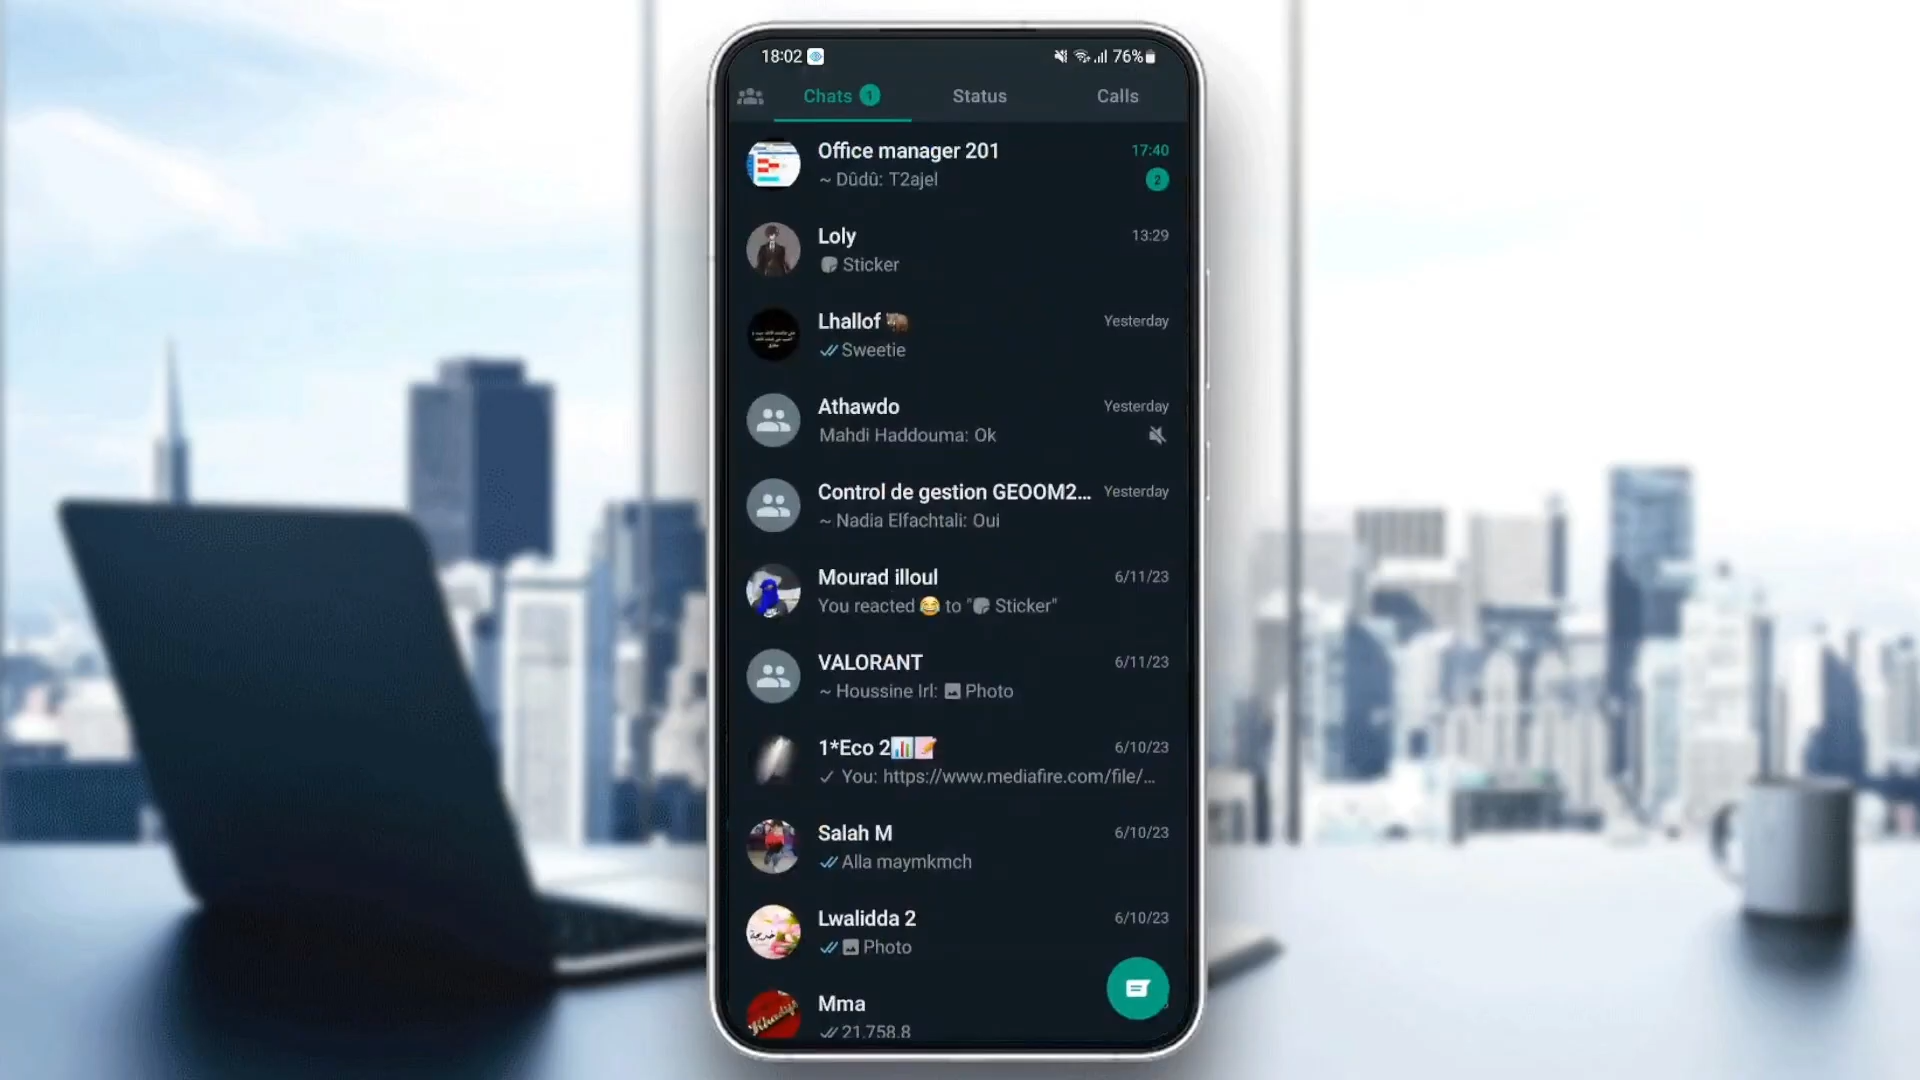 18:02 76%
Chats 1 Status Calls
Office manager 201 17:40
~ Dûdû: T2ajel 2
Loly 13:29
Sticker
Lhallof 🐗 Yesterday
Sweetie
Athawdo Yesterday
Mahdi Haddouma: Ok
Control de gestion GEOOM2... Yesterday
~ Nadia Elfachtali: Oui
Mourad illoul 6/11/23
You reacted 😂 to "Sticker"
VALORANT 6/11/23
~ Houssine Irl: Photo
1*Eco 2📊📝 6/10/23
You: https://www.mediafire.com/file/...
Salah M 6/10/23
Alla maymkmch
Lwalidda 2 6/10/23
خديجة
Photo
Mma
Khadija
21.758.8